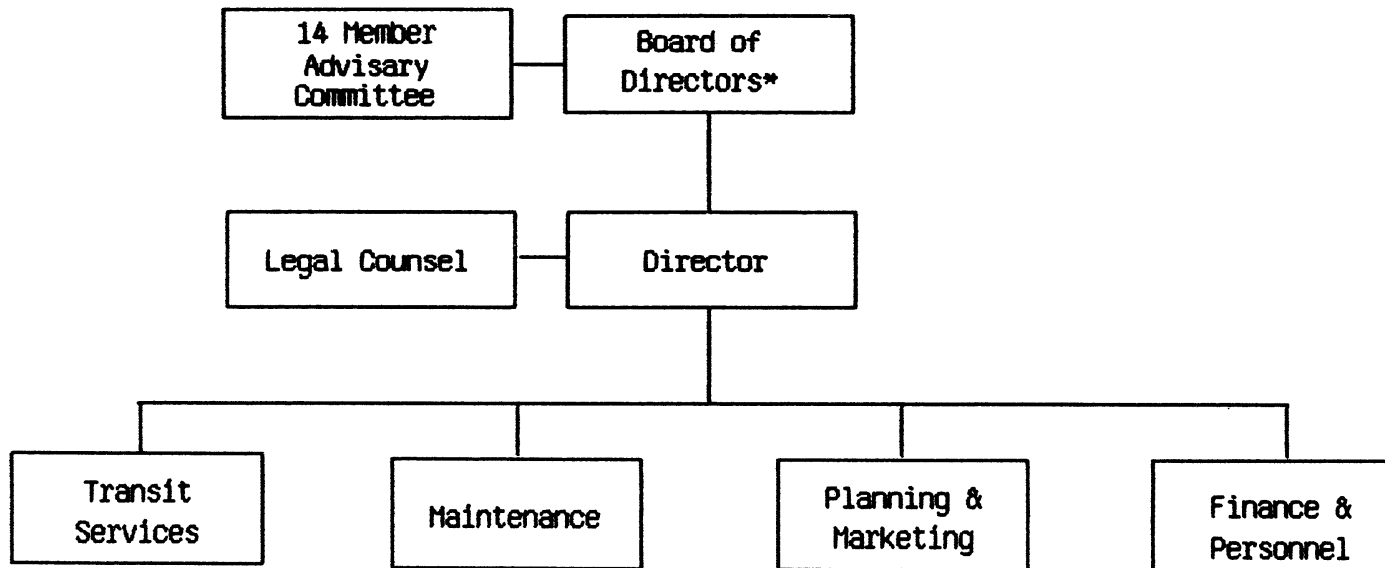 14 Member
Advisary
Committee
Board of
Directors*
Legal Counsel
Director
Transit
Services
Maintenance
Planning &
Marketing
Finance &
Personnel